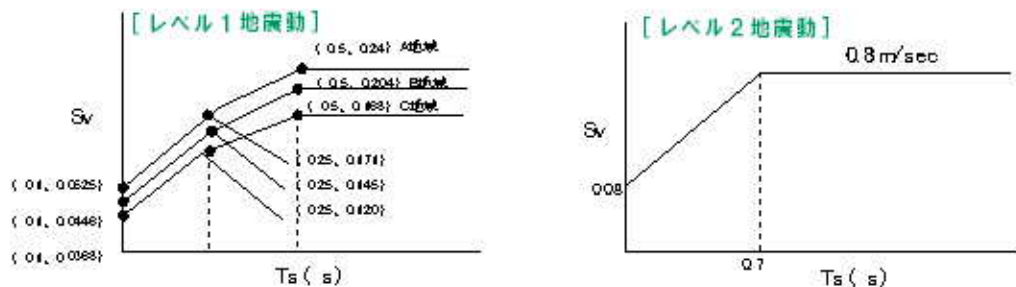 [レベル1地震動]
(0.5、0.24) A地域
(0.5、0.204) B地域
(0.5、0.168) C地域
Sv
(0.25、0.171)
(0.25、0.145)
(0.25、0.120)
(0.1、0.0525)
(0.1、0.0446)
(0.1、0.0368)
Ts( s)
[レベル2地震動]
0.8m/sec
Sv
0.08
0.7
Ts( s)